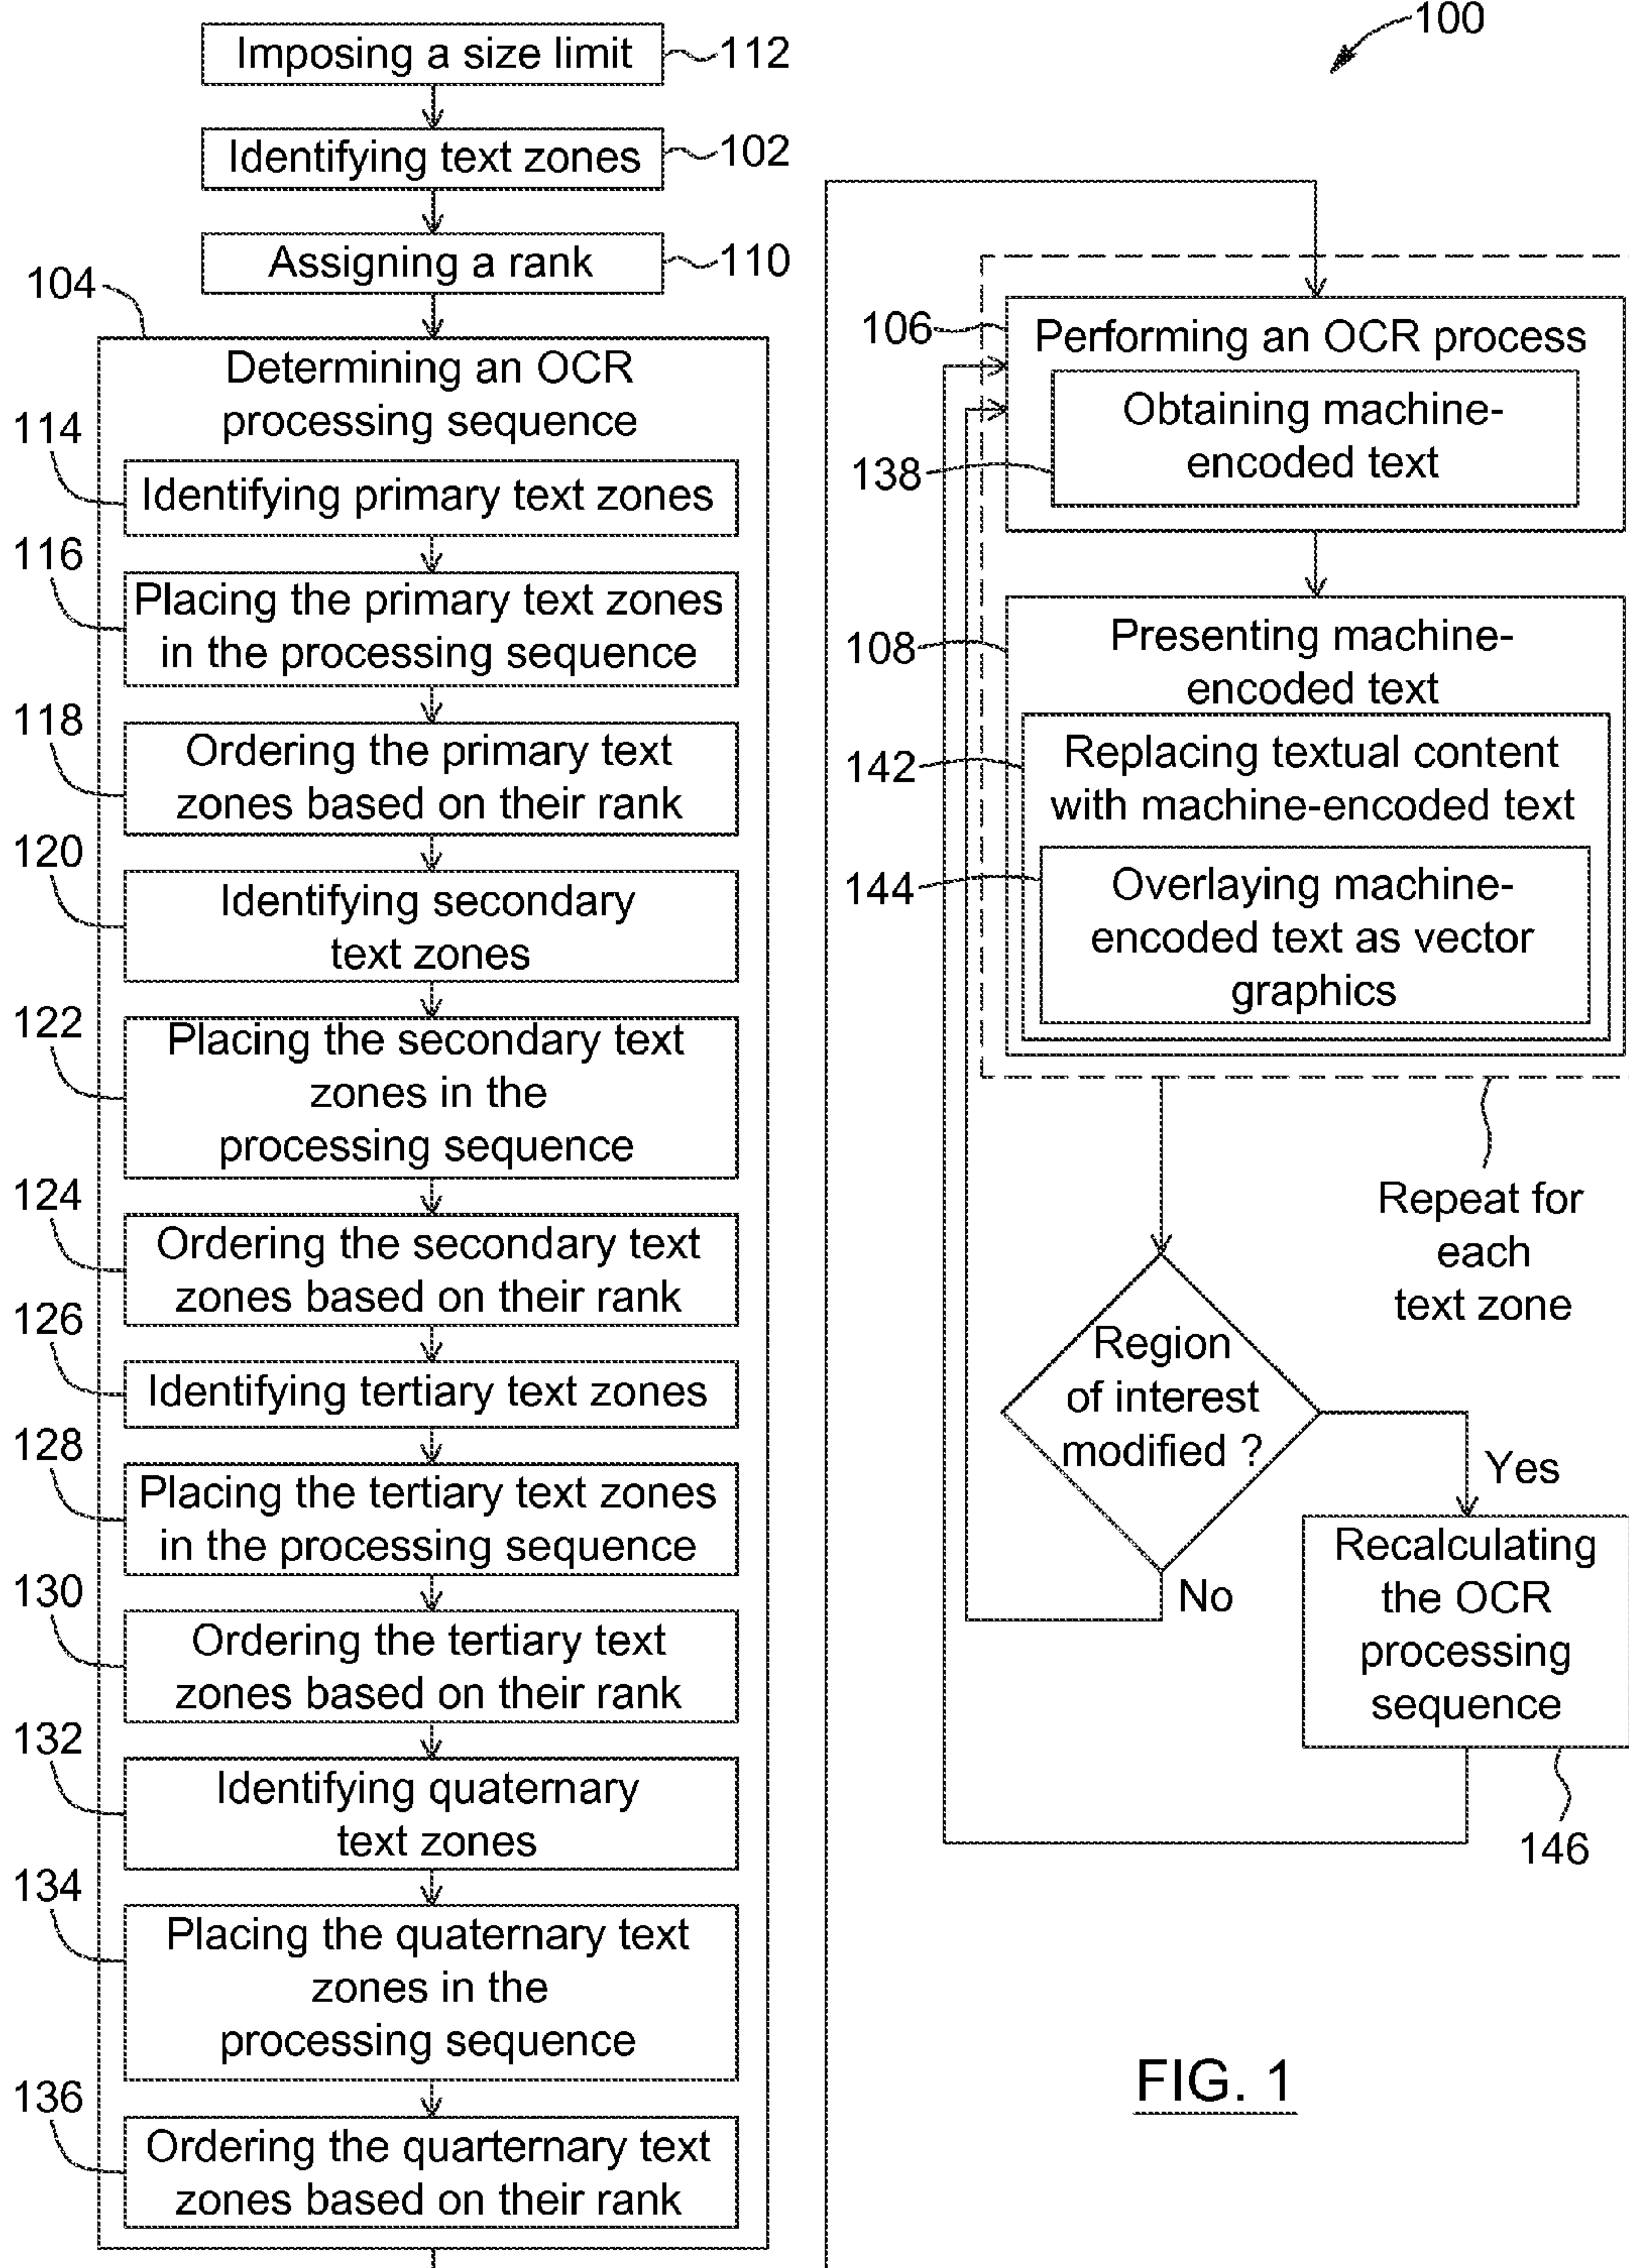 100
Imposing a size limit
112
Identifying text zones
102
Assigning a rank
110
104
Determining an OCR
processing sequence
114
Identifying primary text zones
116
Placing the primary text zones
in the processing sequence
118
Ordering the primary text
zones based on their rank
120
Identifying secondary
text zones
122
Placing the secondary text
zones in the
processing sequence
124
Ordering the secondary text
zones based on their rank
126
Identifying tertiary text zones
128
Placing the tertiary text zones
in the processing sequence
130
Ordering the tertiary text
zones based on their rank
132
Identifying quaternary
text zones
134
Placing the quaternary text
zones in the
processing sequence
136
Ordering the quarternary text
zones based on their rank
106
Performing an OCR process
138
Obtaining machine-
encoded text
108
Presenting machine-
encoded text
142
Replacing textual content
with machine-encoded text
144
Overlaying machine-
encoded text as vector
graphics
Repeat for
each
text zone
Region
of interest
modified ?
Yes
No
Recalculating
the OCR
processing
sequence
146
FIG. 1